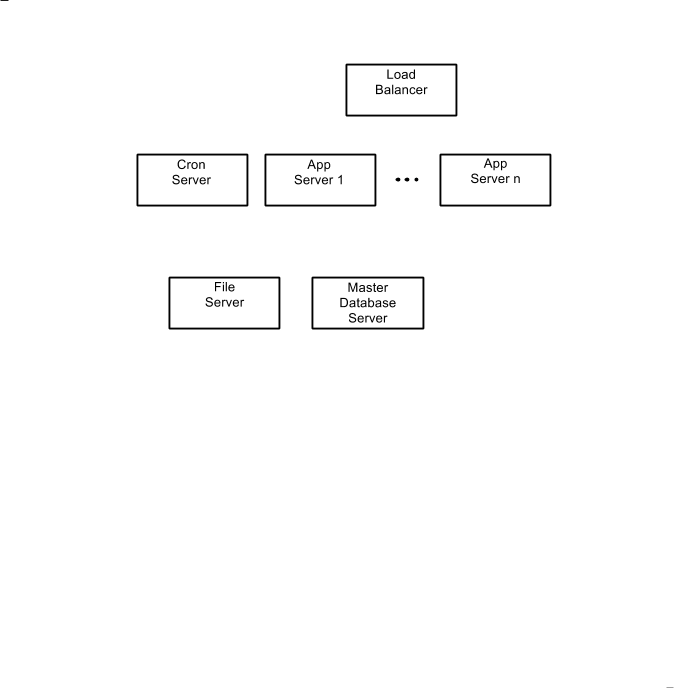 Load
Balancer
Cron
Server
App
Server 1
...
App
Server n
File
Server
Master
Database
Server